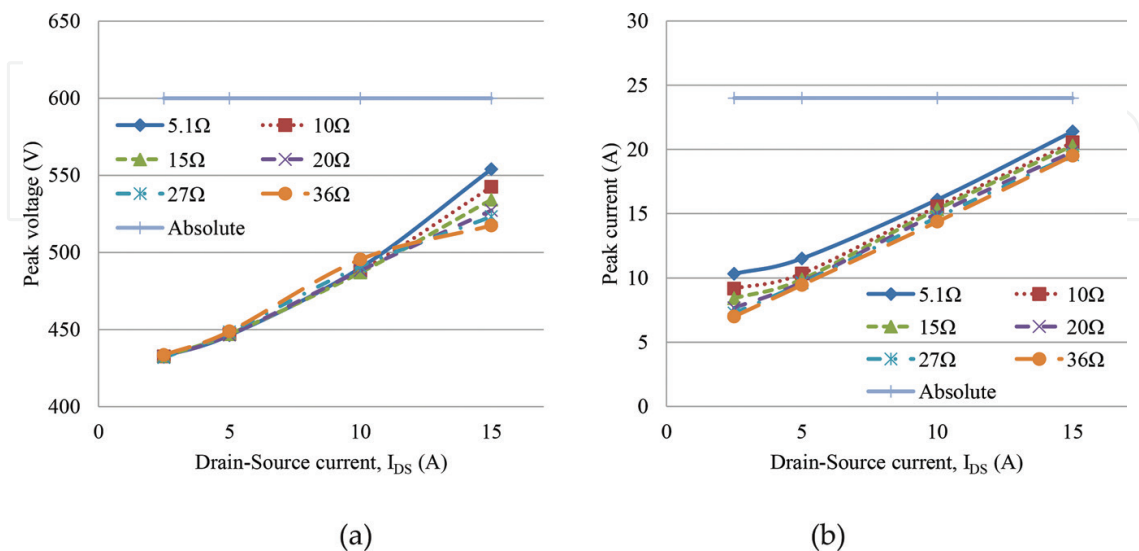 650
600
550
500
450
400
0
5
10
15
Peak voltage (V)
5.1Ω
10Ω
15Ω
20Ω
27Ω
36Ω
Absolute
Drain-Source current, IDS (A)
(a)
30
25
20
15
10
5
0
0
5
10
15
Peak current (A)
5.1Ω
10Ω
15Ω
20Ω
27Ω
36Ω
Absolute
Drain-Source current, IDS (A)
(b)